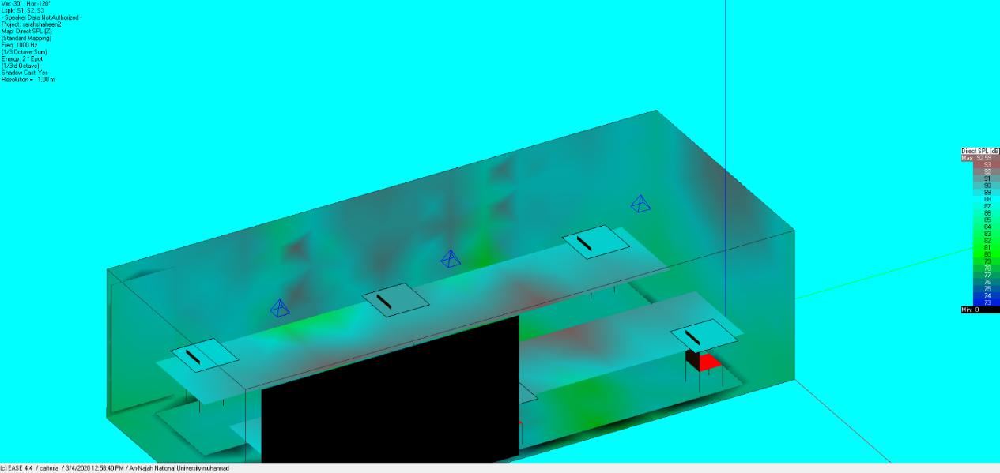 Ver:-30° Hor:-120°
Lspk: S1, S2, S3
- Speaker Data Not Authorized -
Project: sarahshaheen2
Map: Direct SPL (Z)
(Standard Mapping)
Freq: 1000 Hz
(1/3 Octave Sum)
Energy: 2 * Epot
(1/3rd Octave)
Shadow Cast: Yes
Resolution = 1.00 m
Direct SPL [dB]
Max: 92.59
93
92
91
90
89
88
87
86
85
84
83
82
81
80
79
78
77
76
75
74
73
Min: 0
(c) EASE 4.4 / cafteria / 3/4/2020 12:58:40 PM / An-Najah National University muhannad